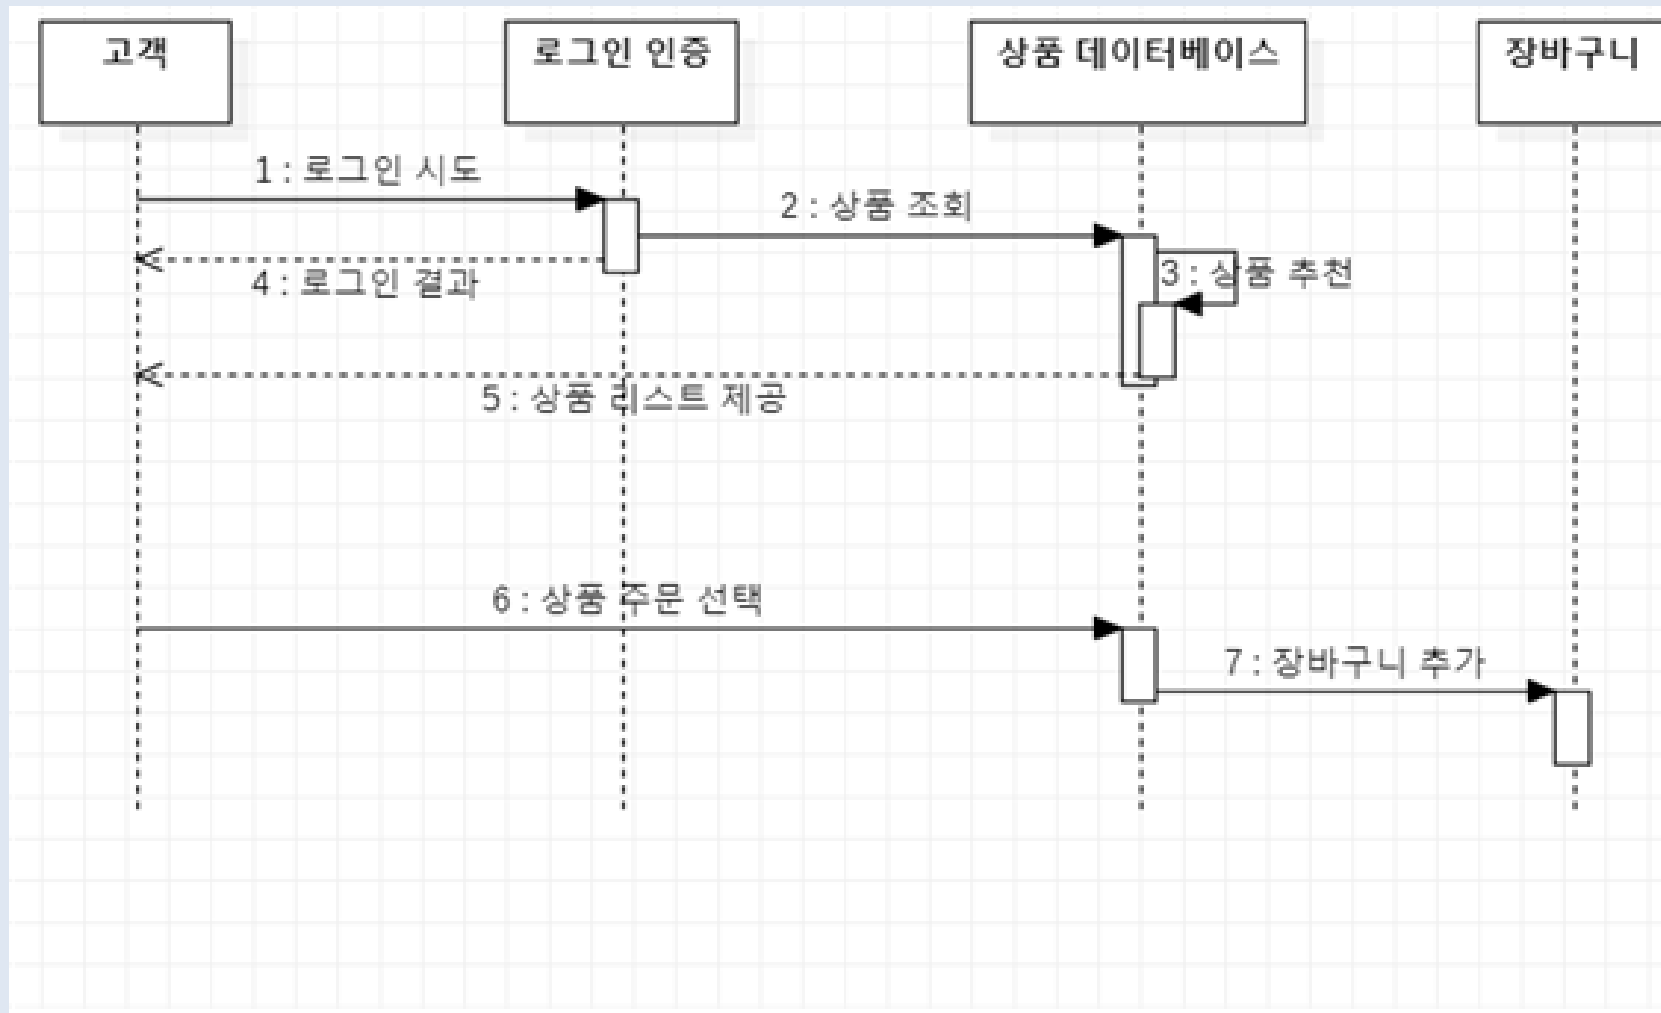 고객
로그인 인증
상품 데이터베이스
장바구니
1 : 로그인 시도
2 : 상품 조회
3 : 상품 추천
4 : 로그인 결과
5 : 상품 리스트 제공
6 : 상품 주문 선택
7 : 장바구니 추가